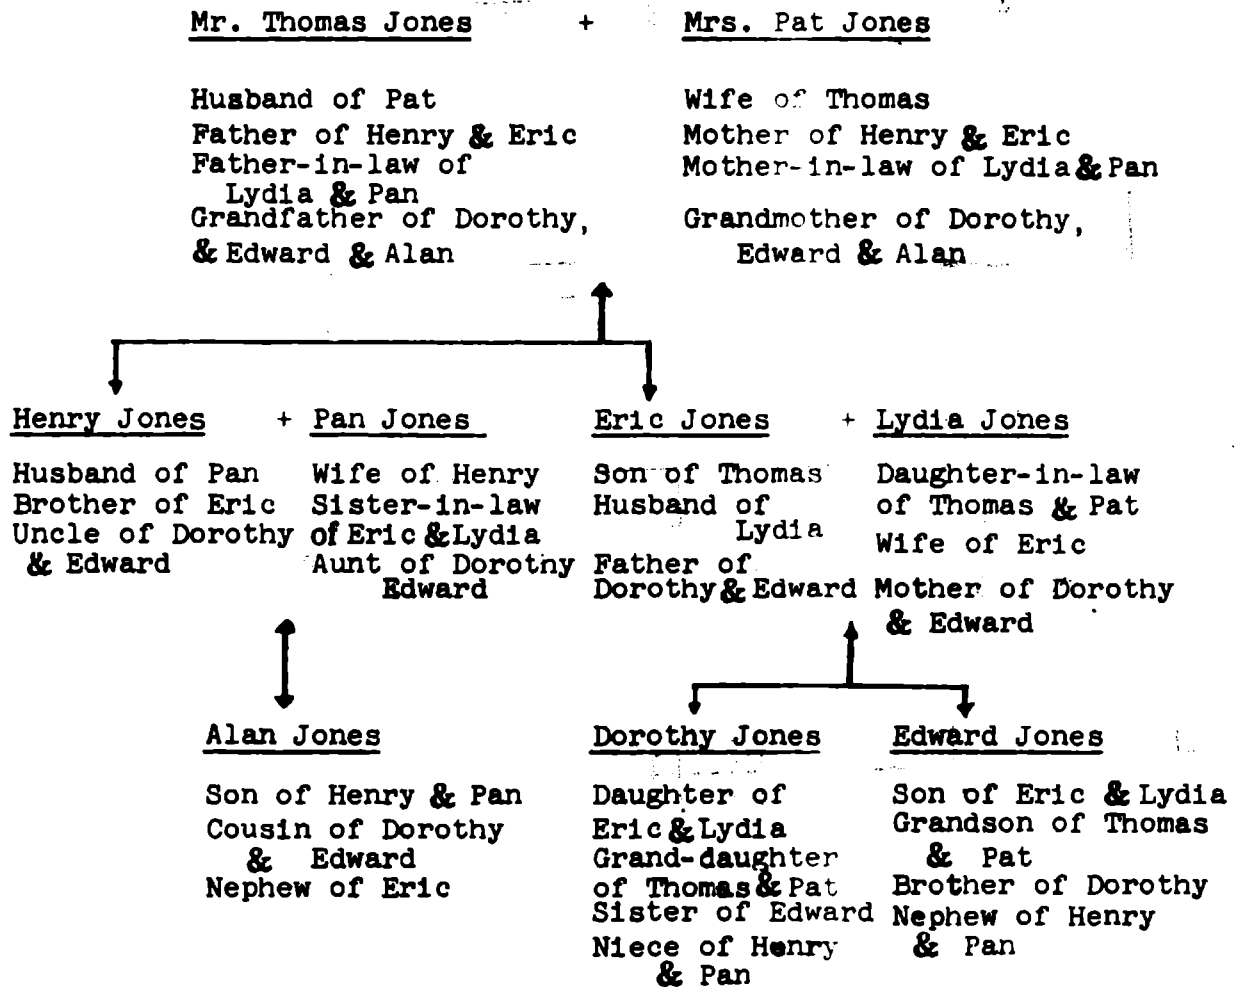 Mr. Thomas Jones + Mrs. Pat Jones
Husband of Pat
Father of Henry & Eric
Father-in-law of
Lydia & Pan
Grandfather of Dorothy,
& Edward & Alan
Wife of Thomas
Mother of Henry & Eric
Mother-in-law of Lydia & Pan
Grandmother of Dorothy,
Edward & Alan
Henry Jones + Pan Jones
Husband of Pan
Brother of Eric
Uncle of Dorothy
& Edward
Wife of Henry
Sister-in-law
of Eric & Lydia
Aunt of Dorothy
Edward
Eric Jones + Lydia Jones
Son of Thomas
Husband of
Lydia
Father of
Dorothy & Edward
Daughter-in-law
of Thomas & Pat
Wife of Eric
Mother of Dorothy
& Edward
Alan Jones
Son of Henry & Pan
Cousin of Dorothy
& Edward
Nephew of Eric
Dorothy Jones
Daughter of
Eric & Lydia
Grand-daughter
of Thomas & Pat
Sister of Edward
Niece of Henry
& Pan
Edward Jones
Son of Eric & Lydia
Grandson of Thomas
& Pat
Brother of Dorothy
Nephew of Henry
& Pan